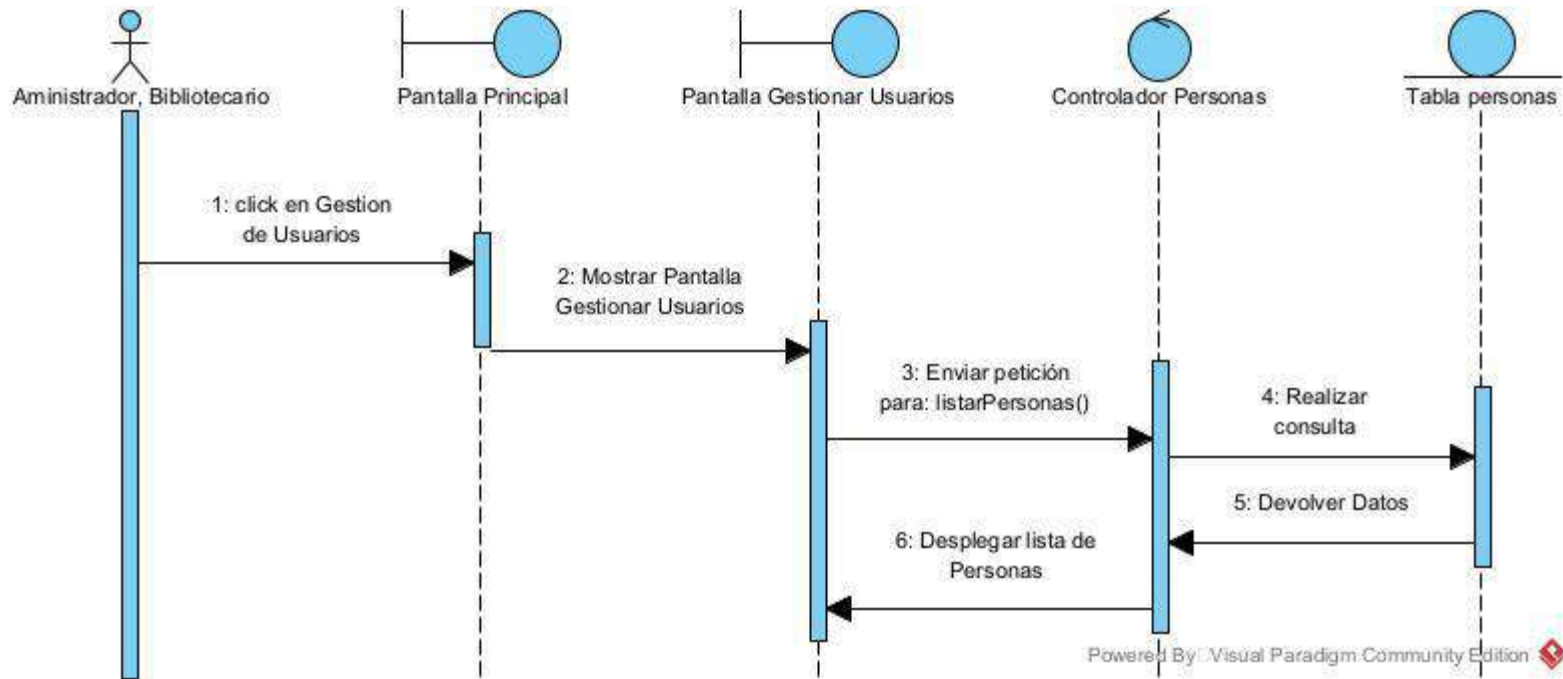 Aministrador, Bibliotecario
Pantalla Principal
Pantalla Gestionar Usuarios
Controlador Personas
Tabla personas
1: click en Gestion
de Usuarios
2: Mostrar Pantalla
Gestionar Usuarios
3: Enviar petición
para: listarPersonas()
4: Realizar
consulta
5: Devolver Datos
6: Desplegar lista de
Personas
Powered By Visual Paradigm Community Edition